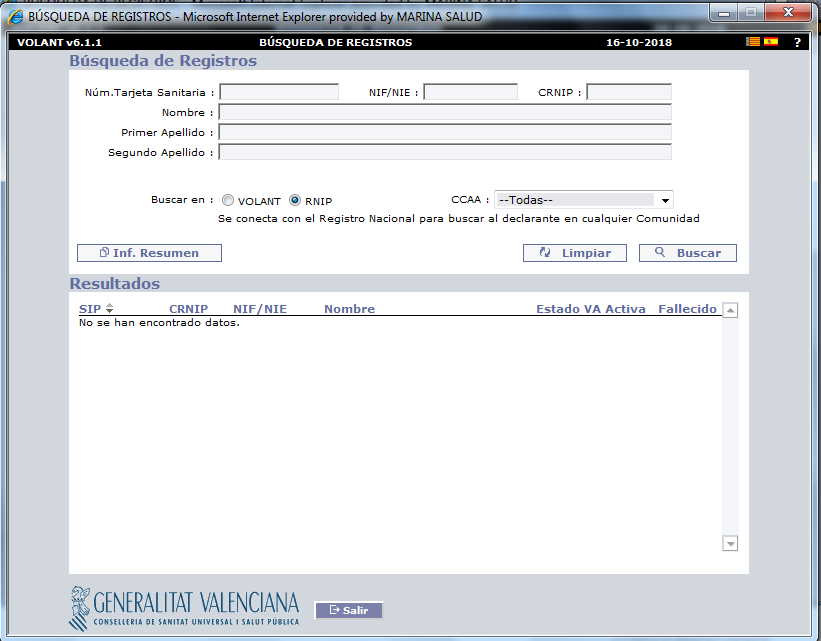 BÚSQUEDA DE REGISTROS - Microsoft Internet Explorer provided by MARINA SALUD
VOLANT v6.1.1 BÚSQUEDA DE REGISTROS 16-10-2018 ?
Búsqueda de Registros
Núm.Tarjeta Sanitaria : NIF/NIE : CRNIP :
Nombre :
Primer Apellido :
Segundo Apellido :
Buscar en : VOLANT RNIP CCAA : --Todas--
Se conecta con el Registro Nacional para buscar al declarante en cualquier Comunidad
Inf. Resumen Limpiar Buscar
Resultados
SIP CRNIP NIF/NIE Nombre Estado VA Activa Fallecido
No se han encontrado datos.
GENERALITAT VALENCIANA
CONSELLERIA DE SANITAT UNIVERSAL I SALUT PÚBLICA
Salir